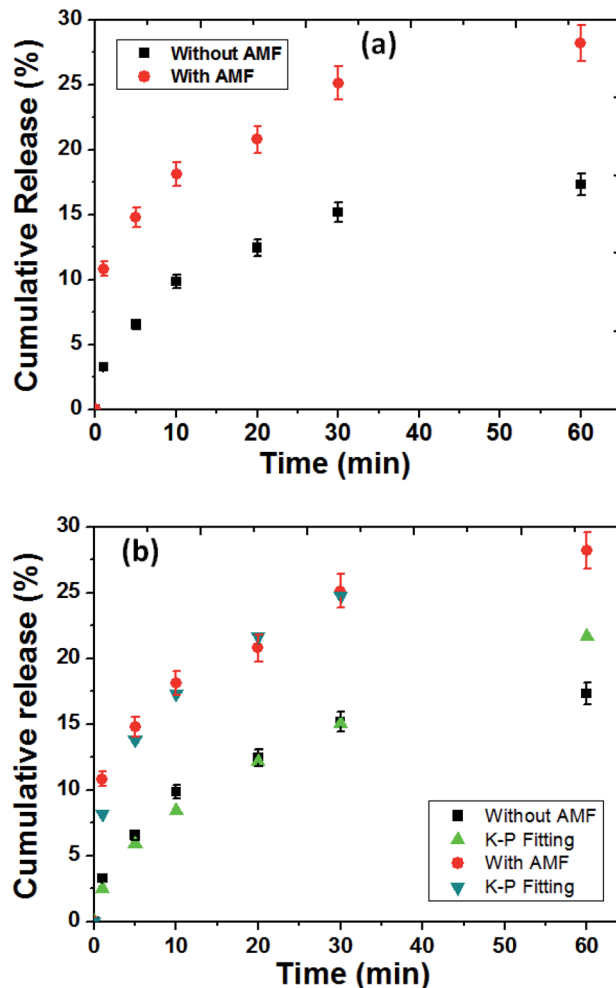 (a)
Without AMF
With AMF
Cumulative Release (%)
30
25
20
15
10
5
0
0 10 20 30 40 50 60
Time (min)
(b)
Cumulative release (%)
30
25
20
15
10
5
0
Without AMF
K-P Fitting
With AMF
K-P Fitting
0 10 20 30 40 50 60
Time (min)